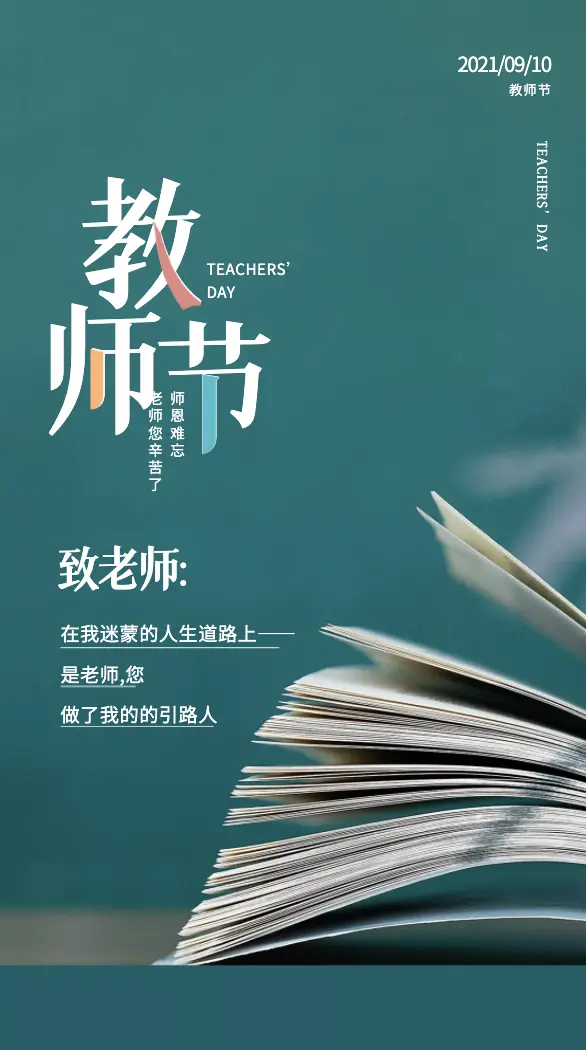 2021/09/10
教师节
TEACHERS' DAY
教
师节
TEACHERS'
DAY
师恩难忘
老师您辛苦了
致老师:
在我迷蒙的人生道路上——
是老师,您
做了我的的引路人